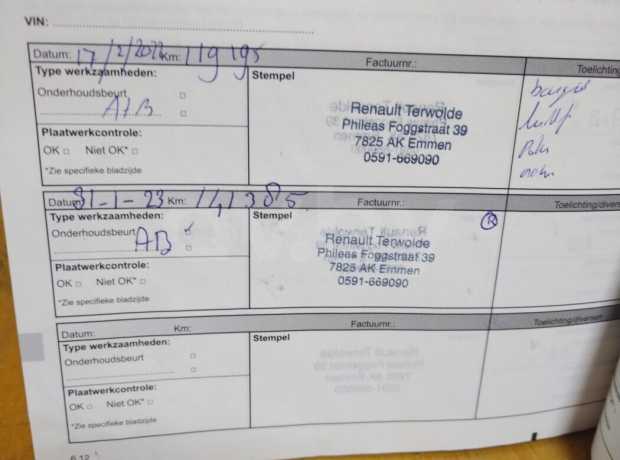 VIN:
Datum: 17/2/2022 Km: 119195 Factuurnr.: Toelichting
Type werkzaamheden: Stempel
Onderhoudsbeurt
Renault Terwolde
Phileas Foggstraat 39
7825 AK Emmen
0591-669090
Plaatwerkcontrole:
OK Niet OK*
*Zie specifieke bladzijde
Datum: 31-1-23 Km: 141385 Factuurnr.: Toelichting/divers
Type werkzaamheden: Stempel R
Onderhoudsbeurt
AB
Renault Terwolde
Phileas Foggstraat 39
7825 AK Emmen
0591-669090
Plaatwerkcontrole:
OK Niet OK*
*Zie specifieke bladzijde
Datum: Km: Factuurnr.: Toelichting/diversen
Type werkzaamheden: Stempel
Onderhoudsbeurt
Plaatwerkcontrole:
OK Niet OK*
*Zie specifieke bladzijde
6.12